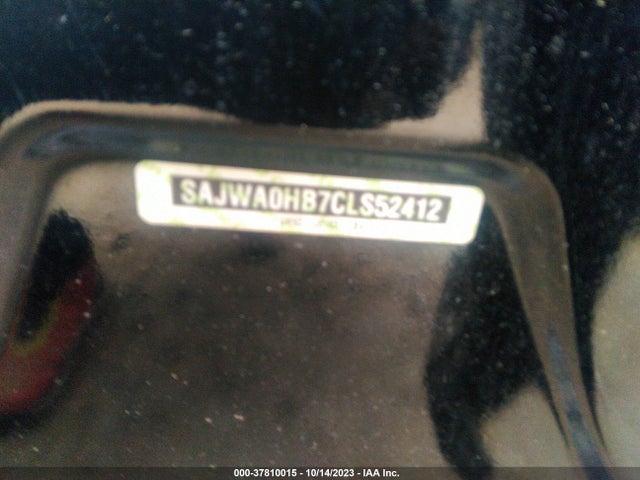 SAJWA0HB7CLS52412
000-37810015 - 10/14/2023 - IAA Inc.